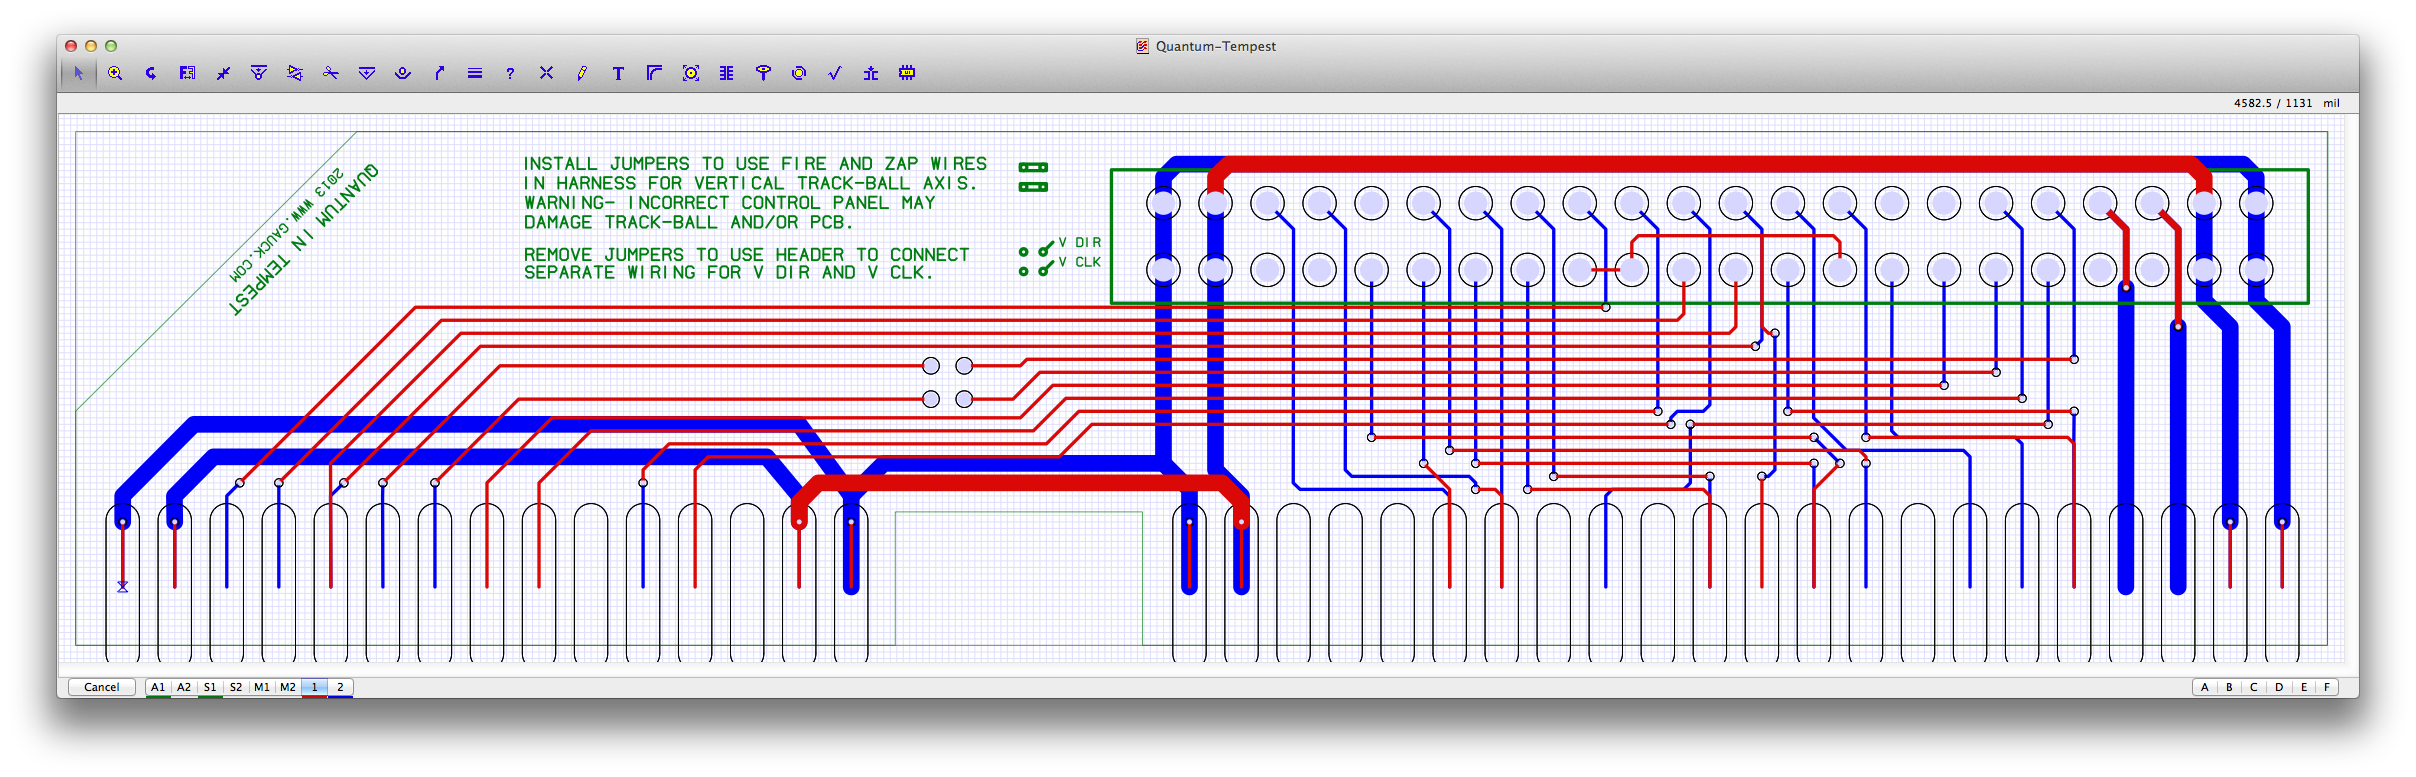 Quantum-Tempest
4582.5 / 1131 mil
INSTALL JUMPERS TO USE FIRE AND ZAP WIRES
IN HARNESS FOR VERTICAL TRACK-BALL AXIS.
WARNING- INCORRECT CONTROL PANEL MAY
DAMAGE TRACK-BALL AND/OR PCB.
REMOVE JUMPERS TO USE HEADER TO CONNECT
SEPARATE WIRING FOR V DIR AND V CLK.
V DIR
V CLK
QUANTUM IN TEMPEST
2013 WWW.GAUCK.COM
Cancel
A1 A2 S1 S2 M1 M2 1 2
A B C D E F